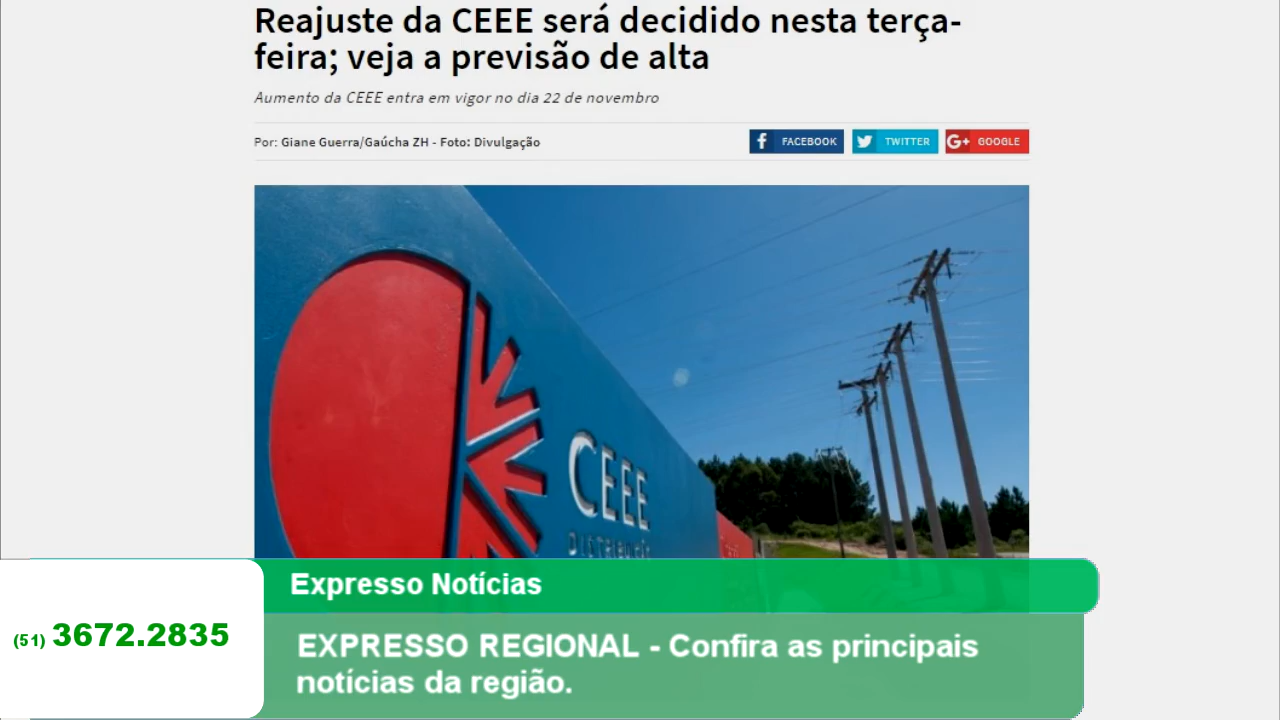 Reajuste da CEEE será decidido nesta terça-
feira; veja a previsão de alta
Aumento da CEEE entra em vigor no dia 22 de novembro
Por: Giane Guerra/Gaúcha ZH - Foto: Divulgação
FACEBOOK
TWITTER
G+ GOOGLE
CEEE
Expresso Notícias
(51) 3672.2835
EXPRESSO REGIONAL - Confira as principais
notícias da região.